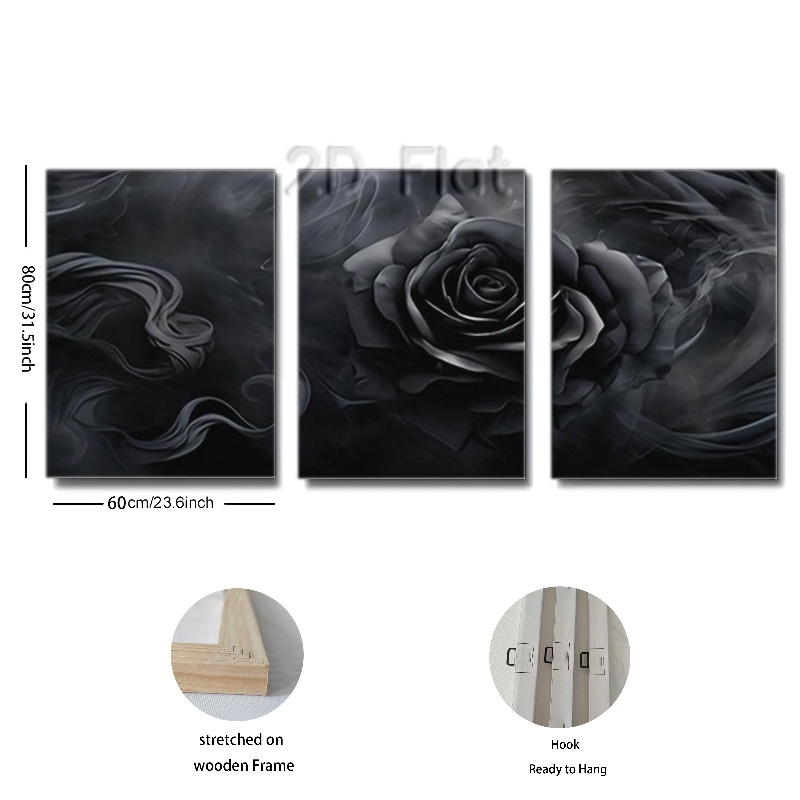 2D Flat
80cm/31.5inch
60cm/23.6inch
stretched on
wooden Frame
Hook
Ready to Hang